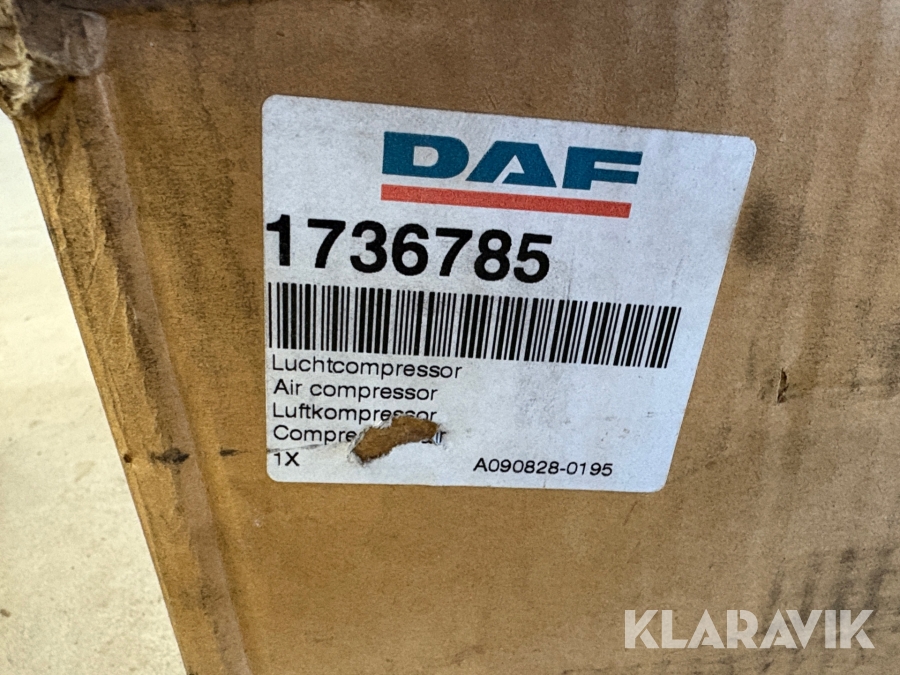 DAF
1736785
Luchtcompressor
Air compressor
Luftkompressor
1X
A090828-0195
KLARAVIK